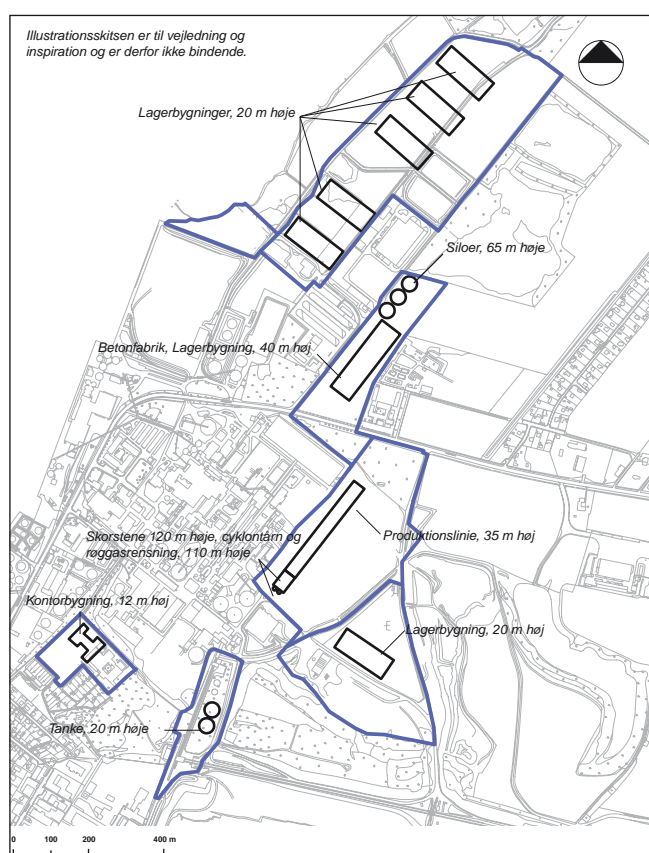 Illustrationsskitsen er til vejledning og
inspiration og er derfor ikke bindende.
Lagerbygninger, 20 m høje
Siloer, 65 m høje
Betonfabrik, Lagerbygning, 40 m høj
Skorstene 120 m høje, cyklontårn og
røggasrensning, 110 m høje
Produktionslinie, 35 m høj
Kontorbygning, 12 m høj
Lagerbygning, 20 m høj
Tanke, 20 m høje
0 100 200 400 m